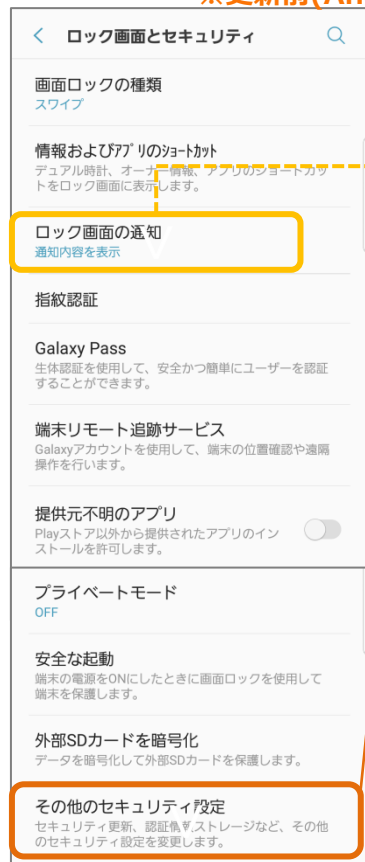 ※更新前(An
ロック画面とセキュリティ
画面ロックの種類
スワイプ
情報およびアプリのショートカット
デュアル時計、オーナー情報、アプリのショートカッ
トをロック画面に表示します。
ロック画面の通知
通知内容を表示
指紋認証
Galaxy Pass
生体認証を使用して、安全かつ簡単にユーザーを認証
することができます。
端末リモート追跡サービス
Galaxyアカウントを使用して、端末の位置確認や遠隔
操作を行います。
提供元不明のアプリ
Playストア以外から提供されたアプリのイン
ストールを許可します。
プライベートモード
OFF
安全な起動
端末の電源をONにしたときに画面ロックを使用して
端末を保護します。
外部SDカードを暗号化
データを暗号化して外部SDカードを保護します。
その他のセキュリティ設定
セキュリティ更新、認証情報ストレージなど、その他
のセキュリティ設定を変更します。